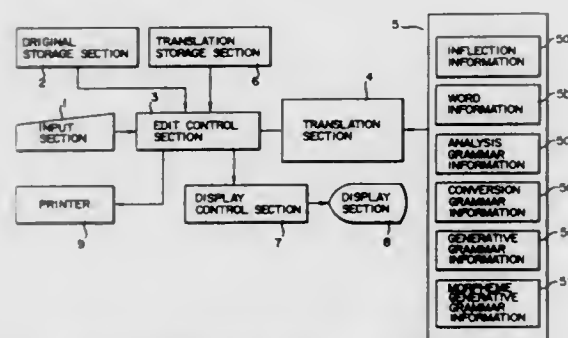 ORIGINAL
STORAGE SECTION
2
TRANSLATION
STORAGE SECTION
6
1
INPUT
SECTION
3
EDIT CONTROL
SECTION
4
TRANSLATION
SECTION
PRINTER
9
DISPLAY
CONTROL SECTION
7
DISPLAY
SECTION
8
5
INFLECTION
INFORMATION
WORD
INFORMATION
ANALYSIS
GRAMMAR
INFORMATION
CONVERSION
GRAMMAR
INFORMATION
GENERATIVE
GRAMMAR
INFORMATION
MORPHEME
GENERATIVE
GRAMMAR
INFORMATION